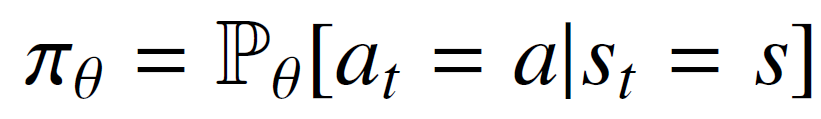 π_θ = ℙ_θ[a_t = a|s_t = s]